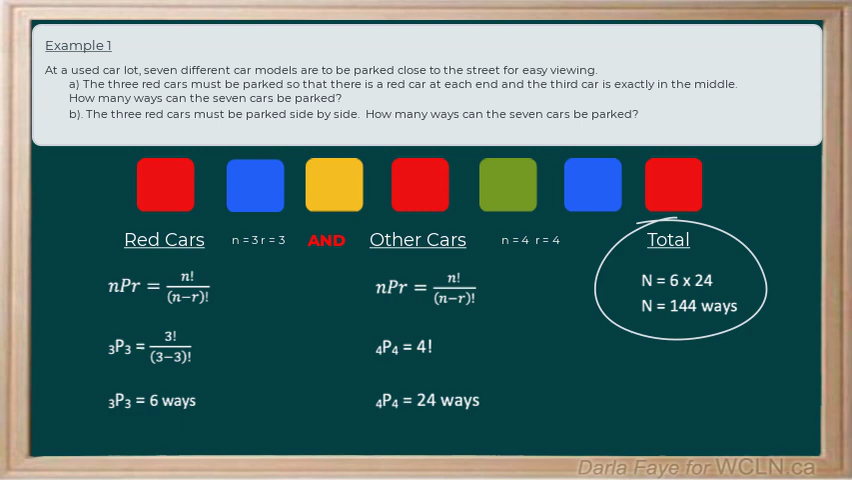 Example 1
At a used car lot, seven different car models are to be parked close to the street for easy viewing.
a) The three red cars must be parked so that there is a red car at each end and the third car is exactly in the middle.
How many ways can the seven cars be parked?
b). The three red cars must be parked side by side. How many ways can the seven cars be parked?
Red Cars n = 3 r = 3 AND Other Cars n = 4 r = 4 Total
nPr = n!/(n−r)! nPr = n!/(n−r)! N = 6 x 24
N = 144 ways
₃P₃ = 3!/(3−3)! ₄P₄ = 4!
₃P₃ = 6 ways ₄P₄ = 24 ways
Darla Faye for WCLN.ca